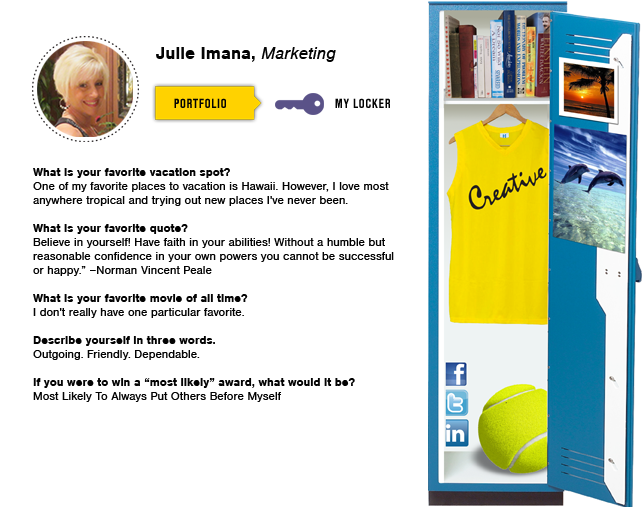 Julie Imana, Marketing
PORTFOLIO
MY LOCKER
What is your favorite vacation spot?
One of my favorite places to vacation is Hawaii. However, I love most
anywhere tropical and trying out new places I've never been.
What is your favorite quote?
Believe in yourself! Have faith in your abilities! Without a humble but
reasonable confidence in your own powers you cannot be successful
or happy.” –Norman Vincent Peale
What is your favorite movie of all time?
I don't really have one particular favorite.
Describe yourself in three words.
Outgoing. Friendly. Dependable.
If you were to win a “most likely” award, what would it be?
Most Likely To Always Put Others Before Myself
Creative
f
t
in